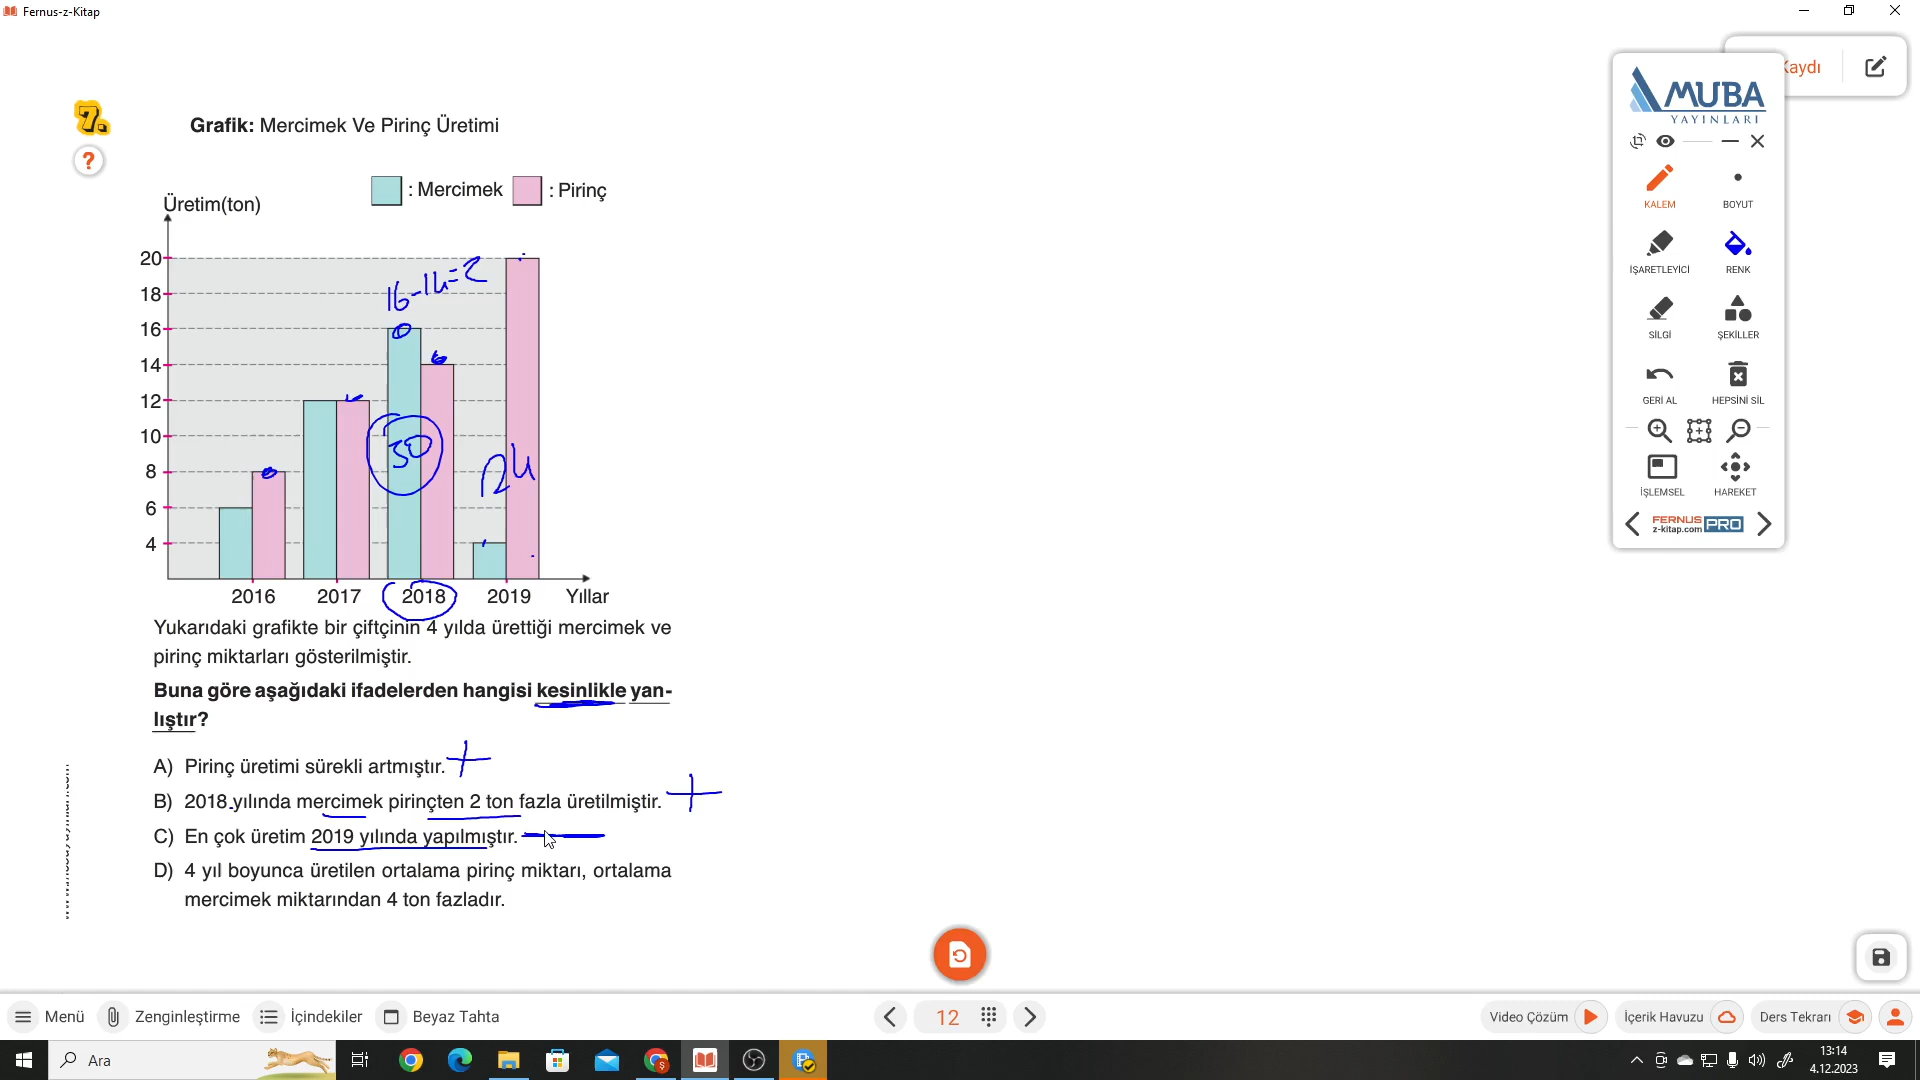 Fernus-z-Kitap
Kaydı
MUBA
YAYINLARI
7.
?
Grafik: Mercimek Ve Pirinç Üretimi
: Mercimek
: Pirinç
Üretim(ton)
20
18
16
14
12
10
8
6
4
16-14=2
30
24
2016
2017
2018
2019
Yıllar
Yukarıdaki grafikte bir çiftçinin 4 yılda ürettiği mercimek ve
pirinç miktarları gösterilmiştir.
Buna göre aşağıdaki ifadelerden hangisi kesinlikle yan-
lıştır?
A) Pirinç üretimi sürekli artmıştır.
B) 2018 yılında mercimek pirinçten 2 ton fazla üretilmiştir.
C) En çok üretim 2019 yılında yapılmıştır.
D) 4 yıl boyunca üretilen ortalama pirinç miktarı, ortalama
mercimek miktarından 4 ton fazladır.
KALEM
BOYUT
İŞARETLEYİCİ
RENK
SİLGİ
ŞEKİLLER
GERİ AL
HEPSİNİ SİL
İŞLEMSEL
HAREKET
FERNUS
z-kitap.com
PRO
Menü
Zenginleştirme
İçindekiler
Beyaz Tahta
12
Video Çözüm
İçerik Havuzu
Ders Tekrarı
Ara
13:14
4.12.2023